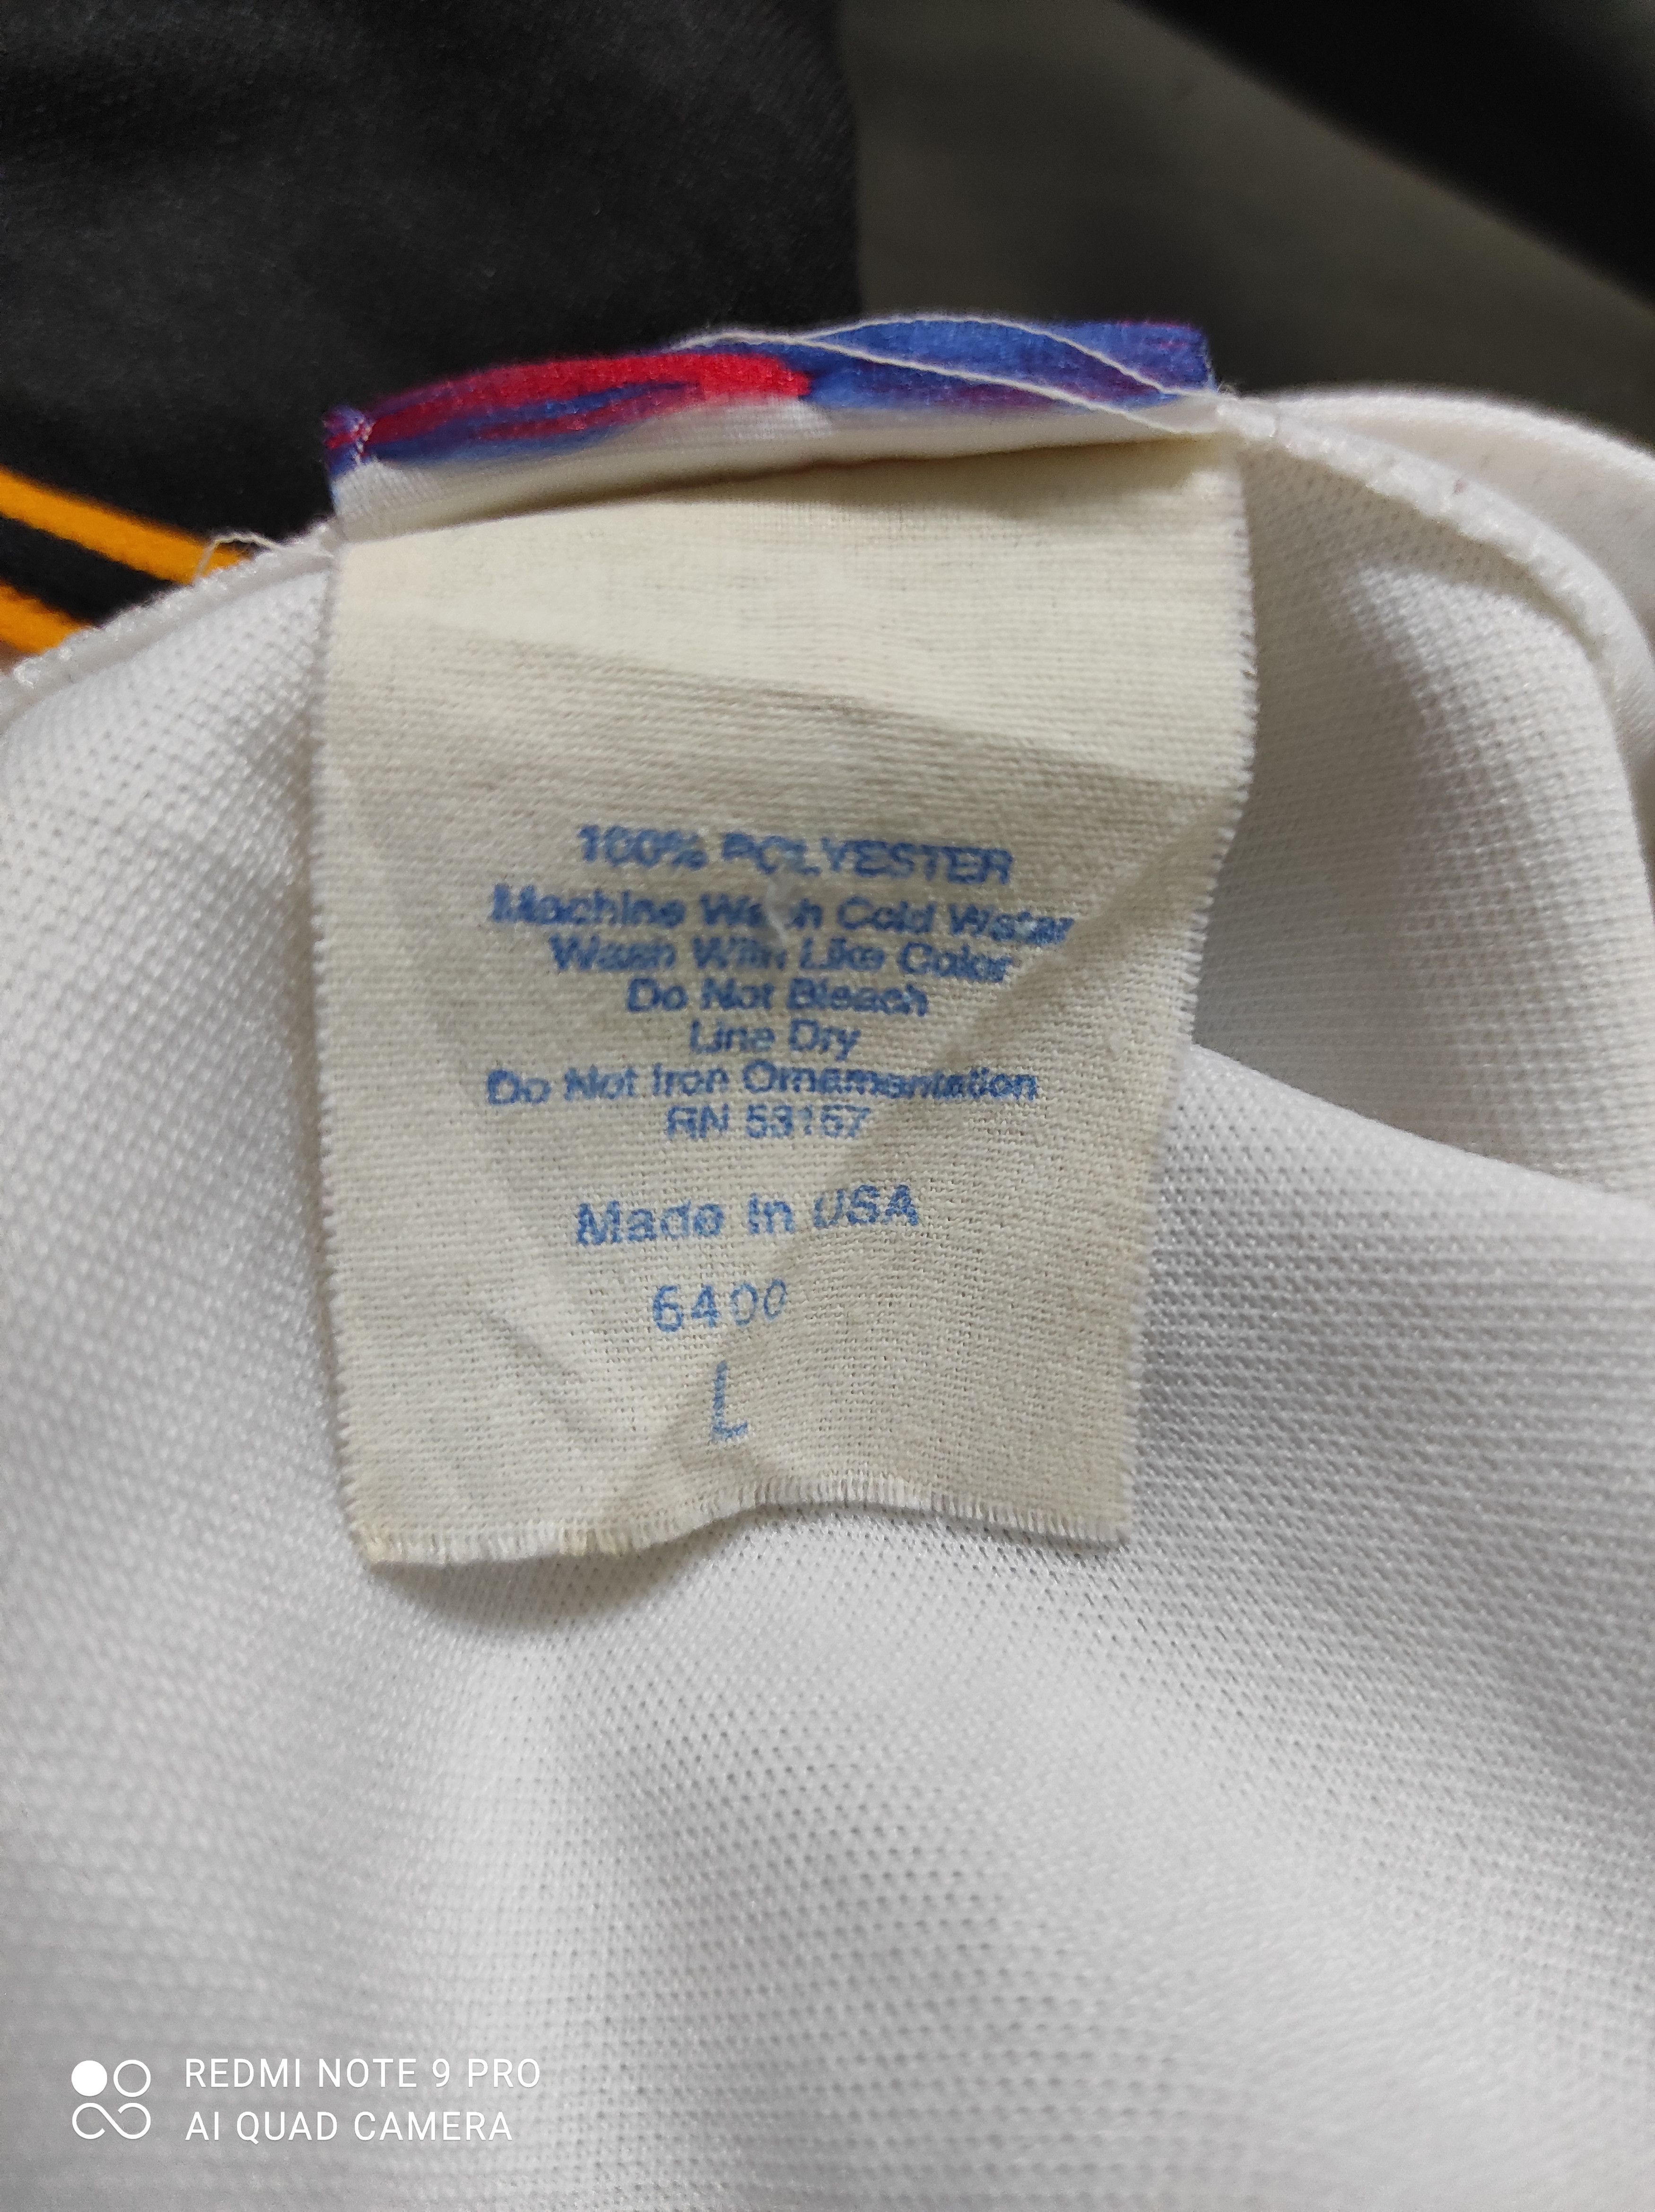 100% POLYESTER
Machine Wash Cold Water
Wash With Like Color
Do Not Bleach
Line Dry
Do Not Iron Ornamentation
RN 53157
Made in USA
6400
L
REDMI NOTE 9 PRO
AI QUAD CAMERA